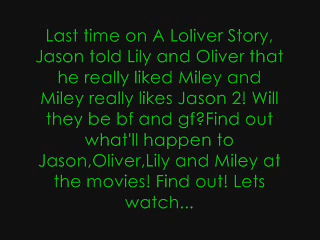 Last time on A Loliver Story,
Jason told Lily and Oliver that
he really liked Miley and
Miley really likes Jason 2! Will
they be bf and gf?Find out
what'll happen to
Jason,Oliver,Lily and Miley at
the movies! Find out! Lets
watch...